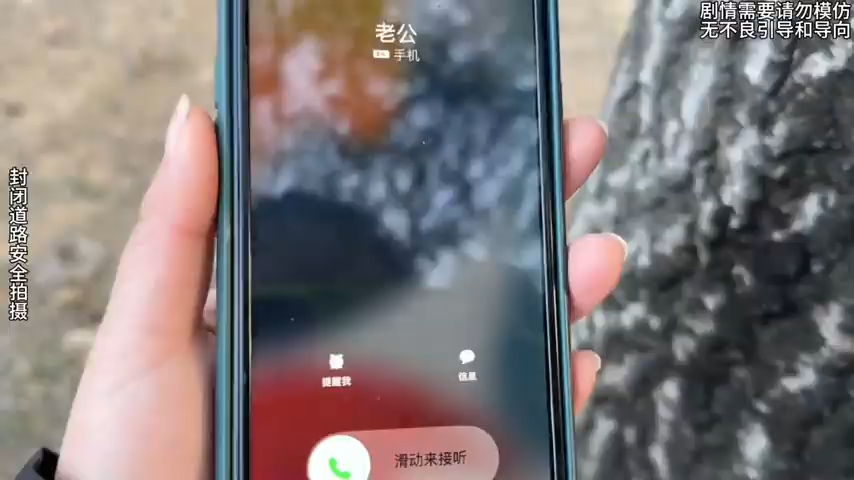 剧情需要请勿模仿
无不良引导和导向
封闭道路安全拍摄
老公
手机
提醒我
信息
滑动来接听